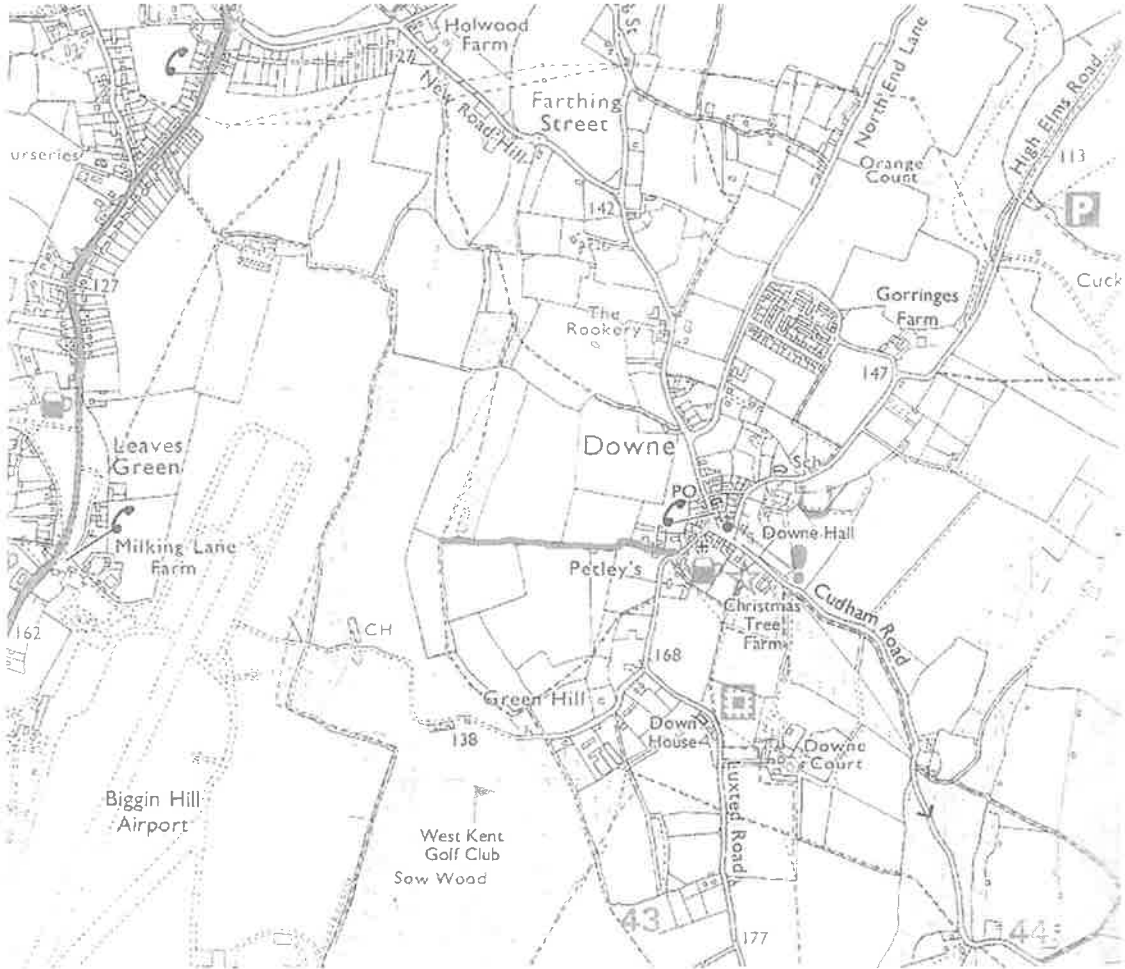 Holwood
Farm
127
New Road Hill
Farthing
Street
North End Lane
High Elms Road
113
Orange
Court
P
urseries
142
127
The
Rookery
Gorringes
Farm
Cuck
147
Leaves
Green
Downe
Sch
PO
Downe Hall
Milking Lane
Farm
Petley's
Christmas
Tree
Farm
Cudham Road
162
CH
168
Green Hill
138
Down
House
Downe
Court
Luxted Road
Biggin Hill
Airport
West Kent
Golf Club
Sow Wood
43
177
44